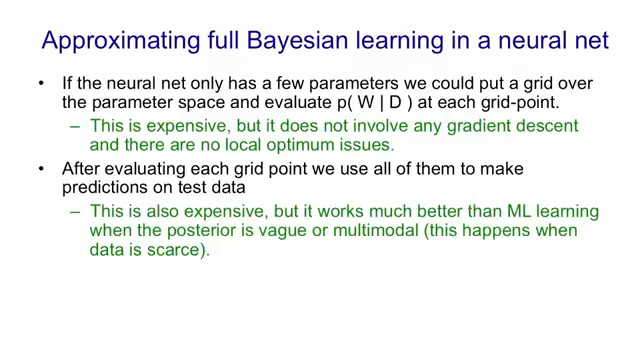 Approximating full Bayesian learning in a neural net
• If the neural net only has a few parameters we could put a grid over
the parameter space and evaluate p( W | D ) at each grid-point.
– This is expensive, but it does not involve any gradient descent
and there are no local optimum issues.
• After evaluating each grid point we use all of them to make
predictions on test data
– This is also expensive, but it works much better than ML learning
when the posterior is vague or multimodal (this happens when
data is scarce).